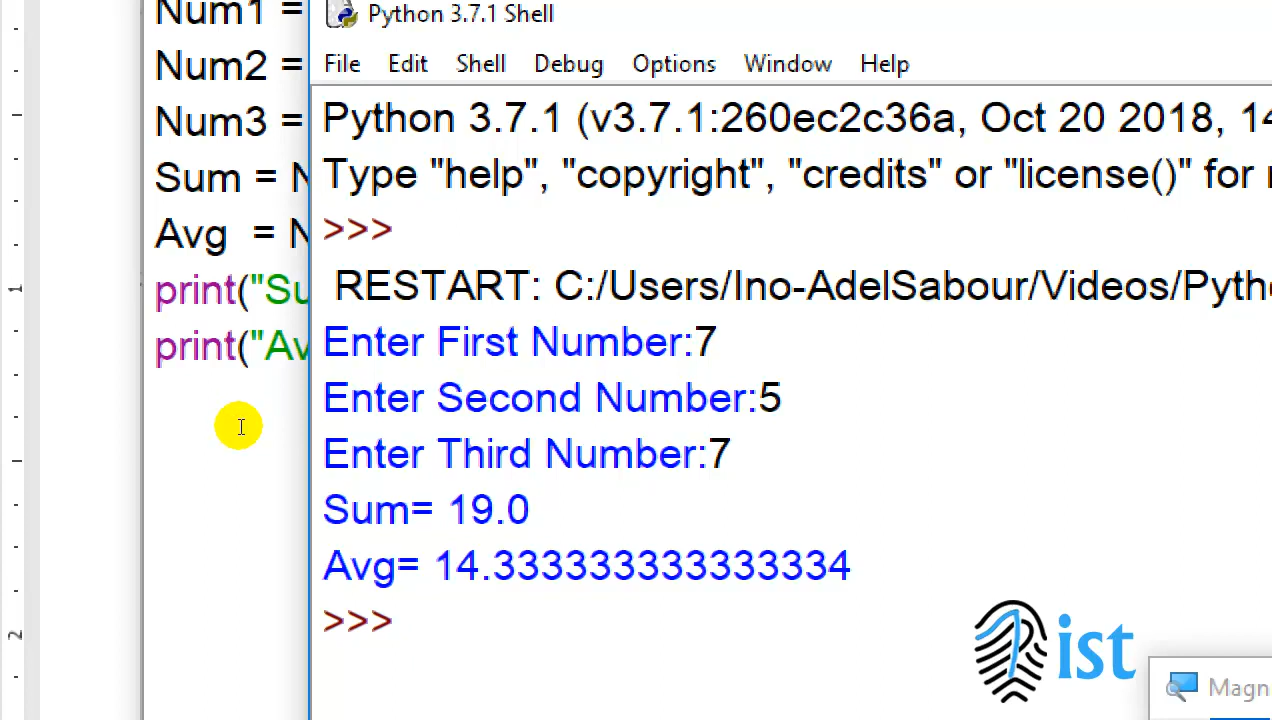 Python 3.7.1 Shell
File Edit Shell Debug Options Window Help
Python 3.7.1 (v3.7.1:260ec2c36a, Oct 20 2018, 14
Type "help", "copyright", "credits" or "license()" for
>>>
RESTART: C:/Users/Ino-AdelSabour/Videos/Pytho
Enter First Number:7
Enter Second Number:5
Enter Third Number:7
Sum= 19.0
Avg= 14.333333333333334
>>>
Num1 =
Num2 =
Num3 =
Sum = N
Avg = N
print("Su
print("Av
1
2
ist
Magn